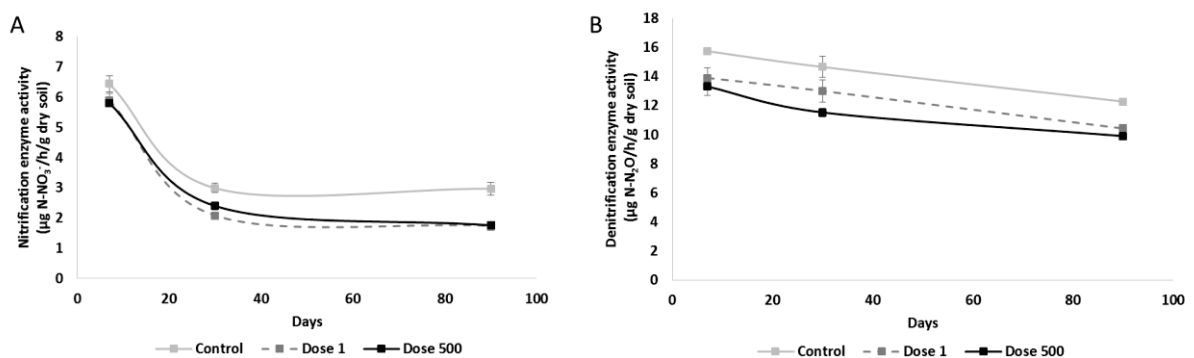 A
Nitrification enzyme activity
(µg N-NO₃⁻/h/g dry soil)
8
7
6
5
4
3
2
1
0
0 20 40 60 80 100
Days
Control Dose 1 Dose 500
B
Denitrification enzyme activity
(µg N-N₂O/h/g dry soil)
18
16
14
12
10
8
6
4
2
0
0 20 40 60 80 100
Days
Control Dose 1 Dose 500